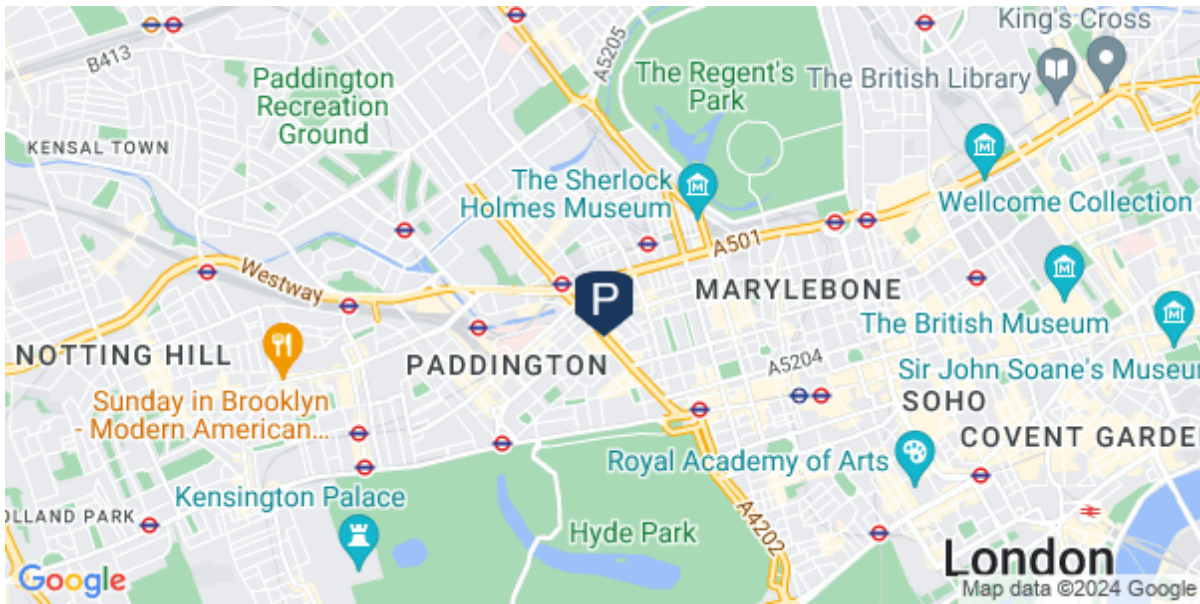 King's Cross
B413
A5205
Paddington
Recreation
Ground
The Regent's
Park
The British Library
KENSAL TOWN
The Sherlock
Holmes Museum
Wellcome Collection
A501
Westway
P
MARYLEBONE
The British Museum
NOTTING HILL
PADDINGTON
A5204
Sir John Soane's Museu
Sunday in Brooklyn
- Modern American...
SOHO
COVENT GARDE
Royal Academy of Arts
Kensington Palace
OLLAND PARK
Hyde Park
A4202
London
Google
Map data ©2024 Google